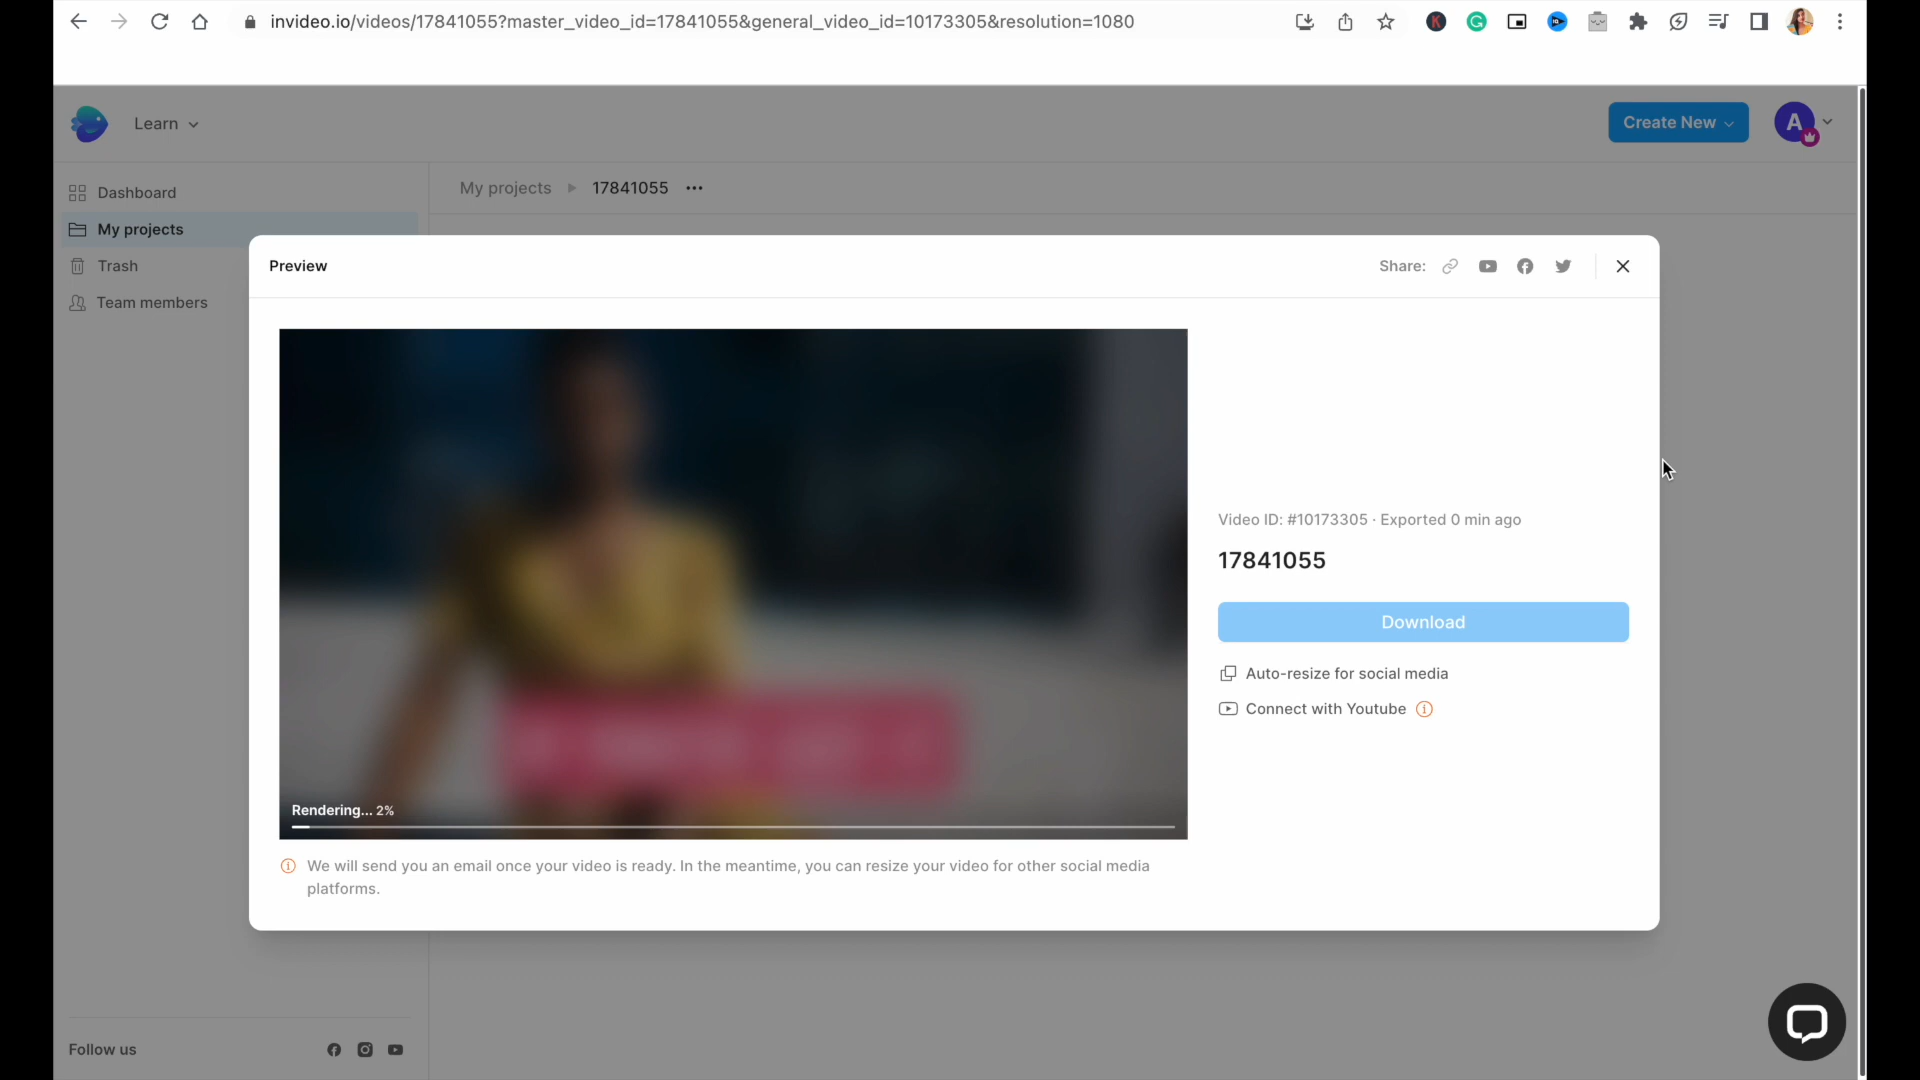 invideo.io/videos/17841055?master_video_id=17841055&general_video_id=10173305&resolution=1080
Learn
Create New
A
Dashboard
My projects
Trash
Team members
My projects
17841055
Preview
Share:
Video ID: #10173305 · Exported 0 min ago
17841055
Download
Auto-resize for social media
Connect with Youtube
Rendering... 2%
We will send you an email once your video is ready. In the meantime, you can resize your video for other social media
platforms.
Follow us